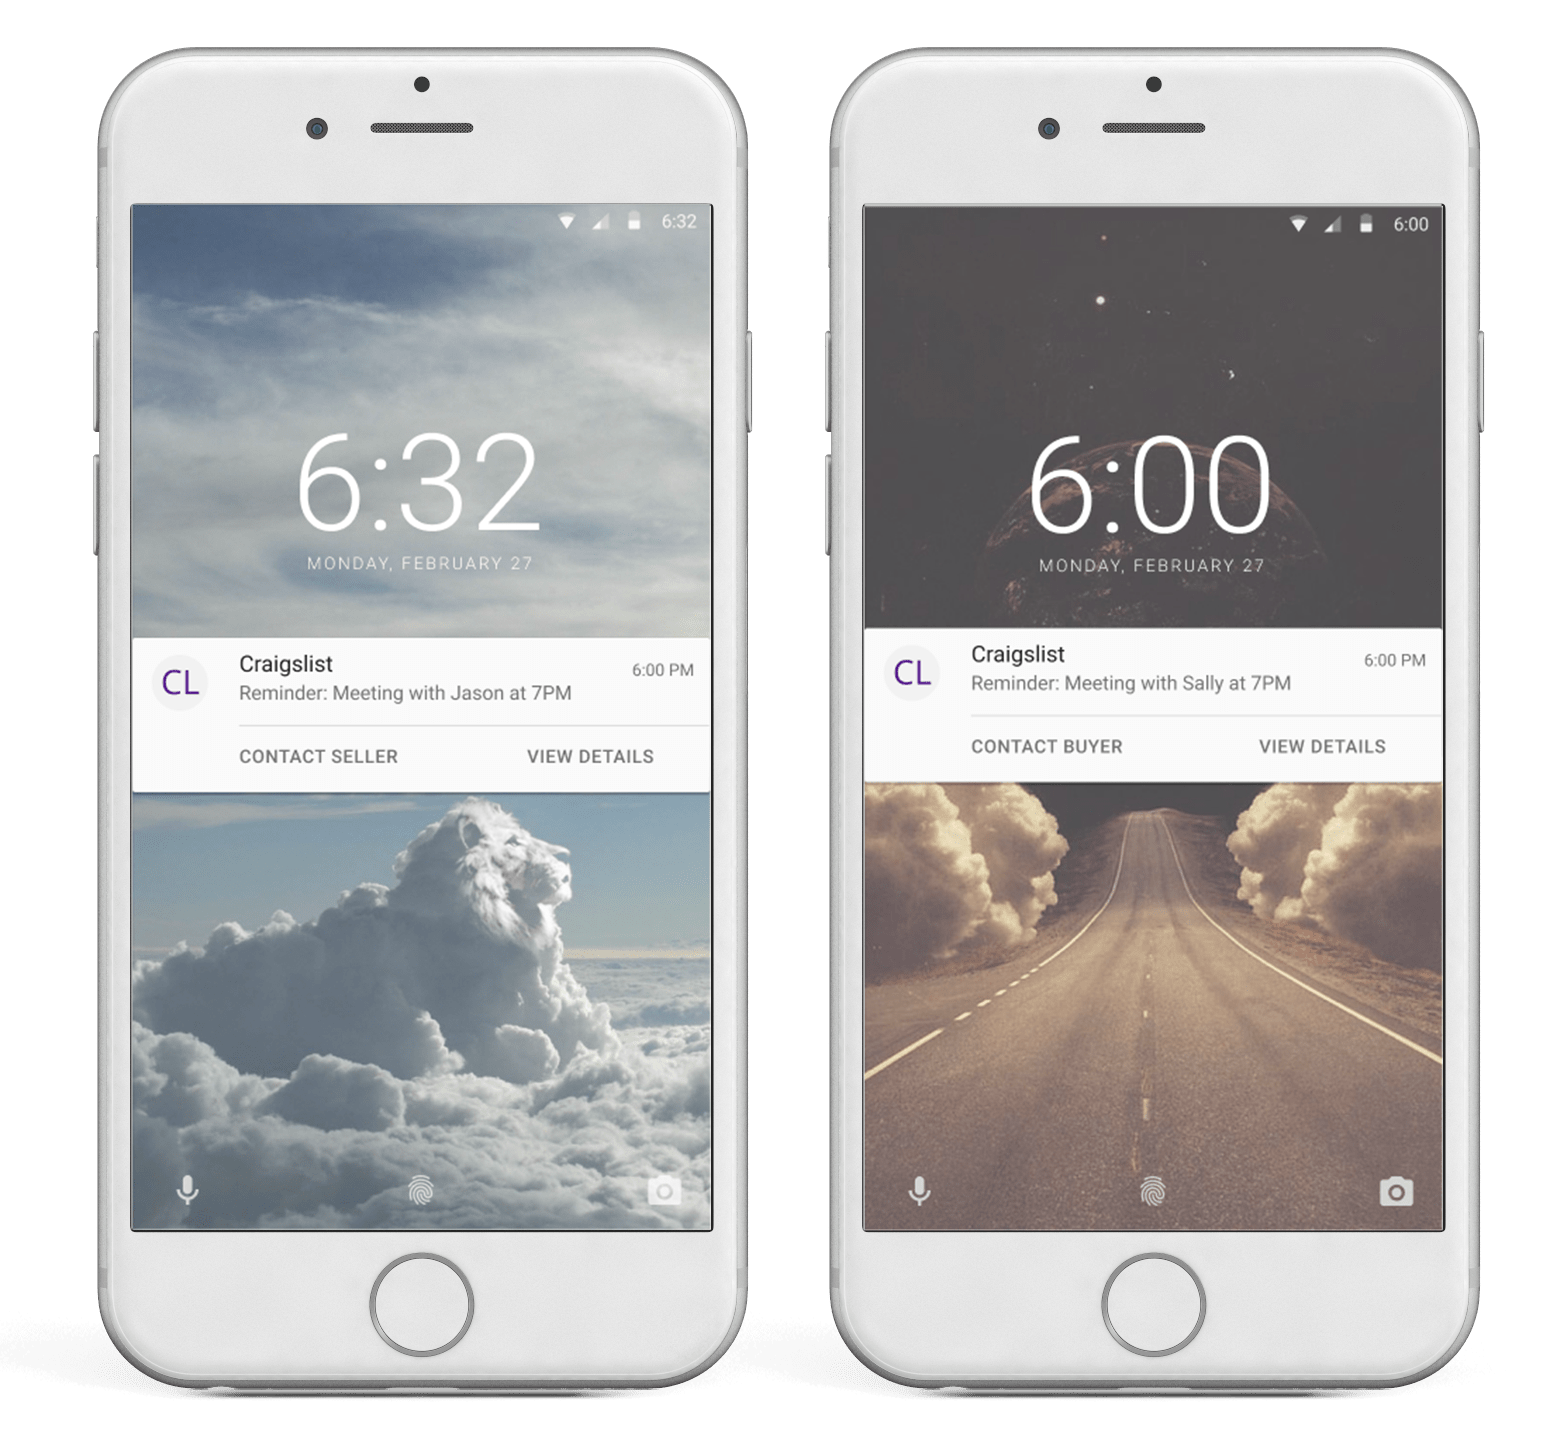 6:32
6:32
MONDAY, FEBRUARY 27
CL
Craigslist
6:00 PM
Reminder: Meeting with Jason at 7PM
CONTACT SELLER
VIEW DETAILS
6:00
6:00
MONDAY, FEBRUARY 27
CL
Craigslist
6:00 PM
Reminder: Meeting with Sally at 7PM
CONTACT BUYER
VIEW DETAILS